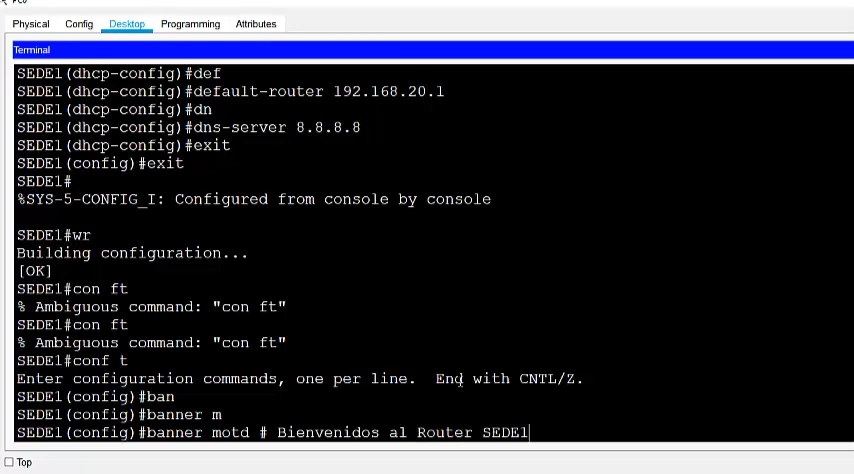 Physical Config Desktop Programming Attributes
Terminal
SEDE1(dhcp-config)#def
SEDE1(dhcp-config)#default-router 192.168.20.1
SEDE1(dhcp-config)#dn
SEDE1(dhcp-config)#dns-server 8.8.8.8
SEDE1(dhcp-config)#exit
SEDE1(config)#exit
SEDE1#
%SYS-5-CONFIG_I: Configured from console by console
SEDE1#wr
Building configuration...
[OK]
SEDE1#con ft
% Ambiguous command: "con ft"
SEDE1#con ft
% Ambiguous command: "con ft"
SEDE1#conf t
Enter configuration commands, one per line.  End with CNTL/Z.
SEDE1(config)#ban
SEDE1(config)#banner m
SEDE1(config)#banner motd # Bienvenidos al Router SEDE1
Top